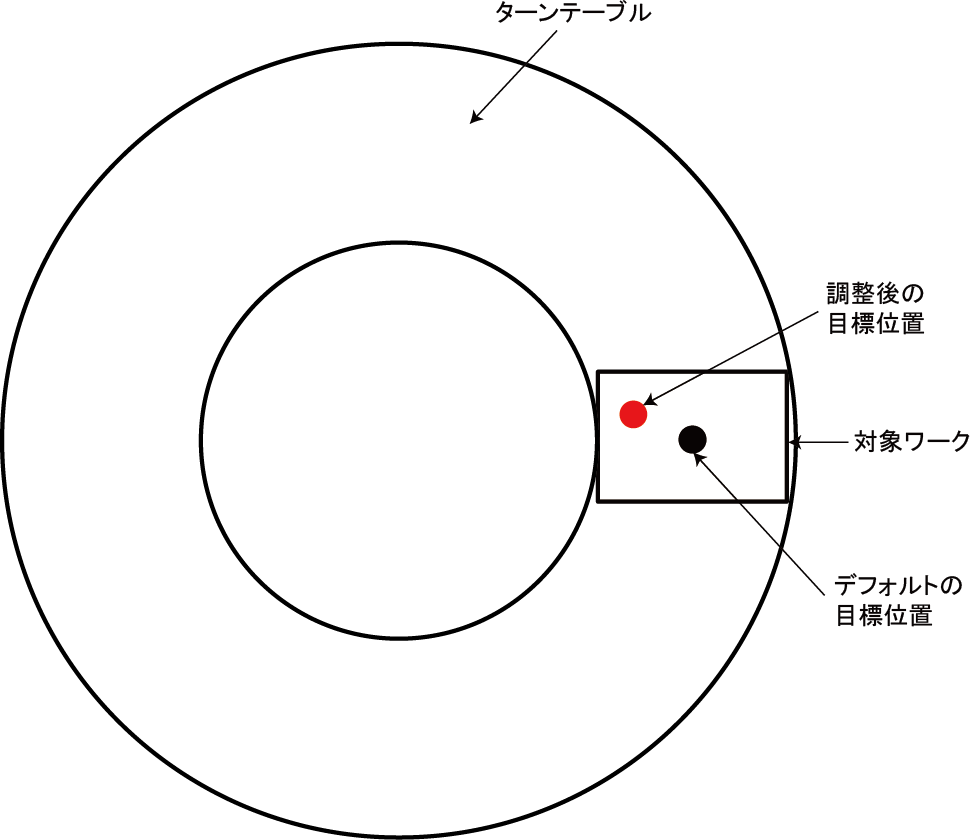 ターンテーブル
調整後の
目標位置
対象ワーク
デフォルトの
目標位置